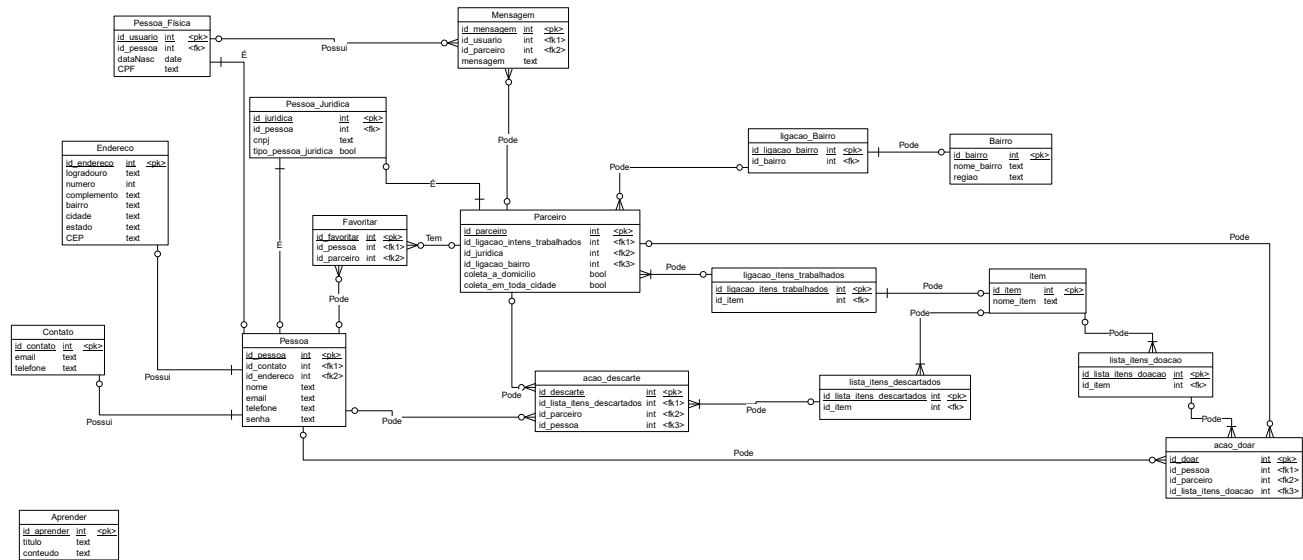 Pessoa_Física
id_usuario int <pk>
id_pessoa int <fk>
dataNasc date
CPF text
Possui
Mensagem
id_mensagem int <pk>
id_usuario int <fk1>
id_parceiro int <fk2>
mensagem text
É
Pessoa_Juridica
id_juridica int <pk>
id_pessoa int <fk>
cnpj text
tipo_pessoa_juridica bool
Pode
ligacao_Bairro
id_ligacao_bairro int <pk>
id_bairro int <fk>
Pode
Bairro
id_bairro int <pk>
nome_bairro text
regiao text
Endereco
id_endereco int <pk>
logradouro text
numero int
complemento text
bairro text
cidade text
estado text
CEP text
Pode
É
É
Favoritar
id_favoritar int <pk>
id_pessoa int <fk1>
id_parceiro int <fk2>
Tem
Parceiro
id_parceiro int <pk>
id_ligacao_intens_trabalhados int <fk1>
id_juridica int <fk2>
id_ligacao_bairro int <fk3>
coleta_a_domicilio bool
coleta_em_toda_cidade bool
Pode
Pode
ligacao_itens_trabalhados
id_ligacao_itens_trabalhados int <pk>
id_item int <fk>
Pode
item
id_item int <pk>
nome_item text
Pode
Contato
id_contato int <pk>
email text
telefone text
Possui
Possui
Pessoa
id_pessoa int <pk>
id_contato int <fk1>
id_endereco int <fk2>
nome text
email text
telefone text
senha text
Pode
Pode
Pode
lista_itens_doacao
id_lista_itens_doacao int <pk>
id_item int <fk>
acao_descarte
id_descarte int <pk>
id_lista_itens_descartados int <fk1>
id_parceiro int <fk2>
id_pessoa int <fk3>
Pode
Pode
lista_itens_descartados
id_lista_itens_descartados int <pk>
id_item int <fk>
Pode
Pode
Pode
acao_doar
id_doar int <pk>
id_pessoa int <fk1>
id_parceiro int <fk2>
id_lista_itens_doacao int <fk3>
Aprender
id_aprender int <pk>
titulo text
conteudo text